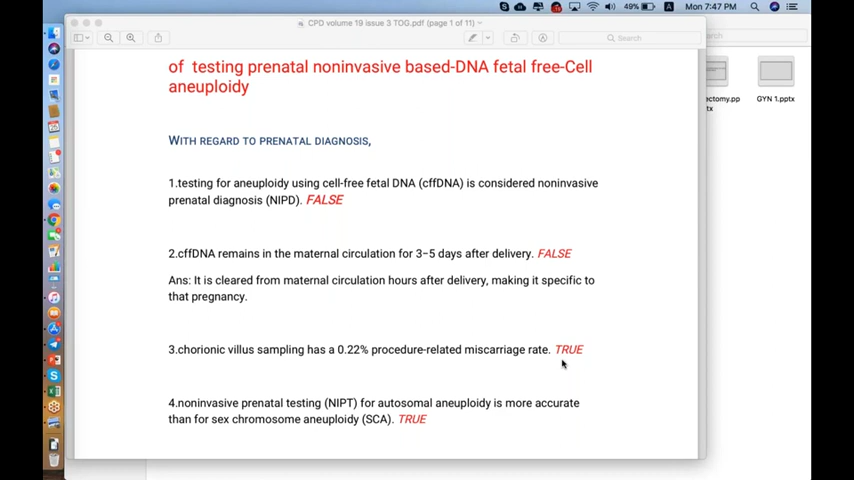 49%
Mon 7:47 PM
CPD volume 19 issue 3 TOG.pdf (page 1 of 11)
Search
of testing prenatal noninvasive based-DNA fetal free-Cell
aneuploidy
WITH REGARD TO PRENATAL DIAGNOSIS,
1.testing for aneuploidy using cell-free fetal DNA (cffDNA) is considered noninvasive
prenatal diagnosis (NIPD). FALSE
2.cffDNA remains in the maternal circulation for 3–5 days after delivery. FALSE
Ans: It is cleared from maternal circulation hours after delivery, making it specific to
that pregnancy.
3.chorionic villus sampling has a 0.22% procedure-related miscarriage rate. TRUE
4.noninvasive prenatal testing (NIPT) for autosomal aneuploidy is more accurate
than for sex chromosome aneuploidy (SCA). TRUE
ectomy.pp
tx
GYN 1.pptx